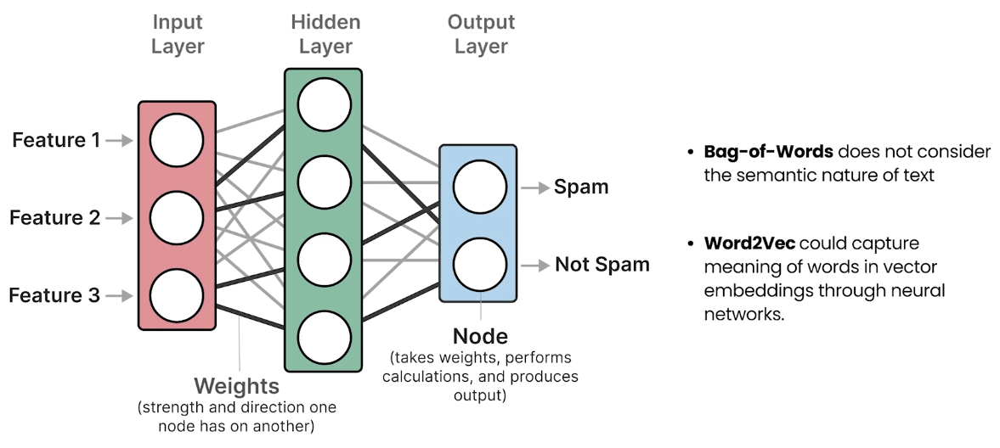 Input
Layer
Hidden
Layer
Output
Layer
Feature 1
Feature 2
Feature 3
Spam
Not Spam
Weights
(strength and direction one
node has on another)
Node
(takes weights, performs
calculations, and produces
output)
• Bag-of-Words does not consider
the semantic nature of text
• Word2Vec could capture
meaning of words in vector
embeddings through neural
networks.